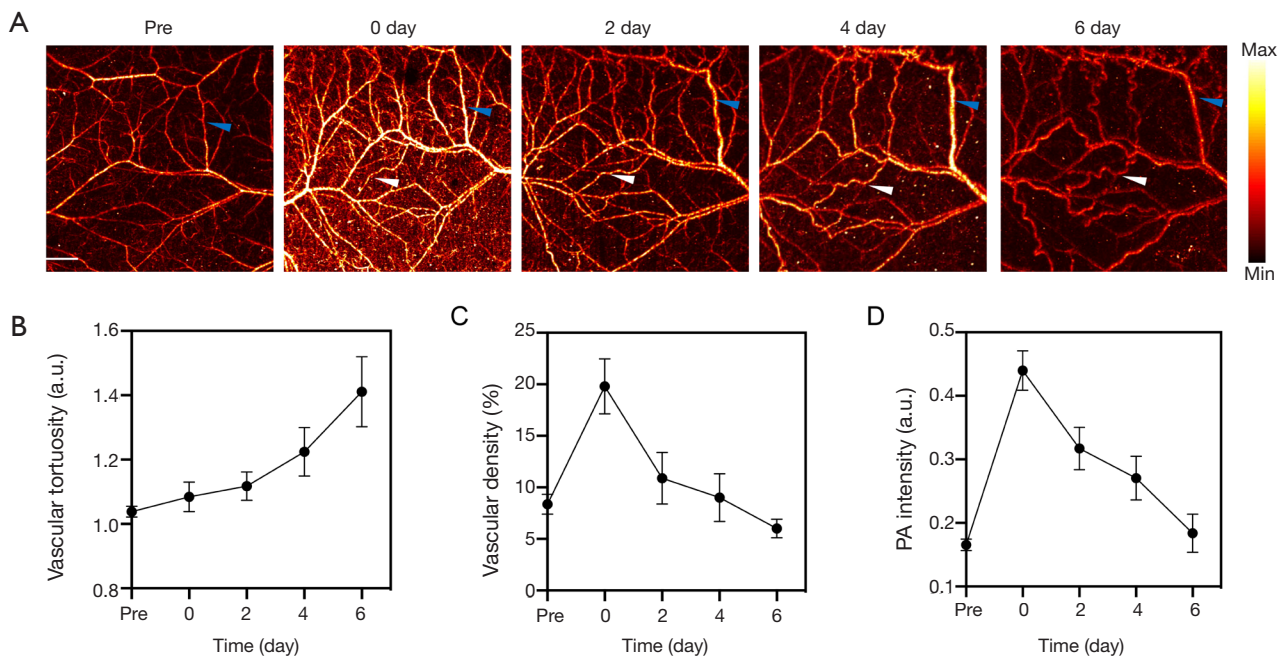 A
Pre
0 day
2 day
4 day
6 day
Max
Min
B
Vascular tortuosity (a.u.)
1.6
1.4
1.2
1.0
0.8
Pre 0 2 4 6
Time (day)
C
Vascular density (%)
25
20
15
10
5
0
Pre 0 2 4 6
Time (day)
D
PA intensity (a.u.)
0.5
0.4
0.3
0.2
0.1
Pre 0 2 4 6
Time (day)